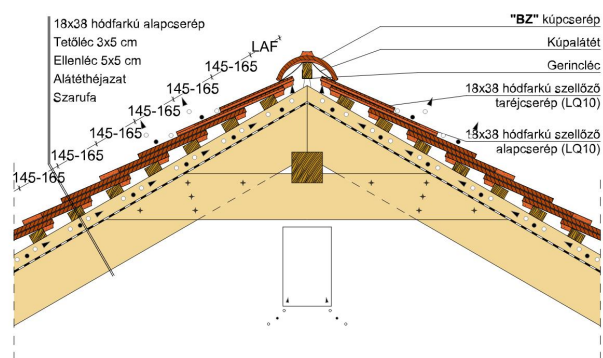 18x38 hódfarkú alapcserép
Tetőléc 3x5 cm
Ellenléc 5x5 cm
Alátéthéjazat
Szarufa
LAF
145-165
145-165
145-165
145-165
145-165
145-165
"BZ" kúpcserép
Kúpalátét
Gerincléc
18x38 hódfarkú szellőző
taréjcserép (LQ10)
18x38 hódfarkú szellőző
alapcserép (LQ10)